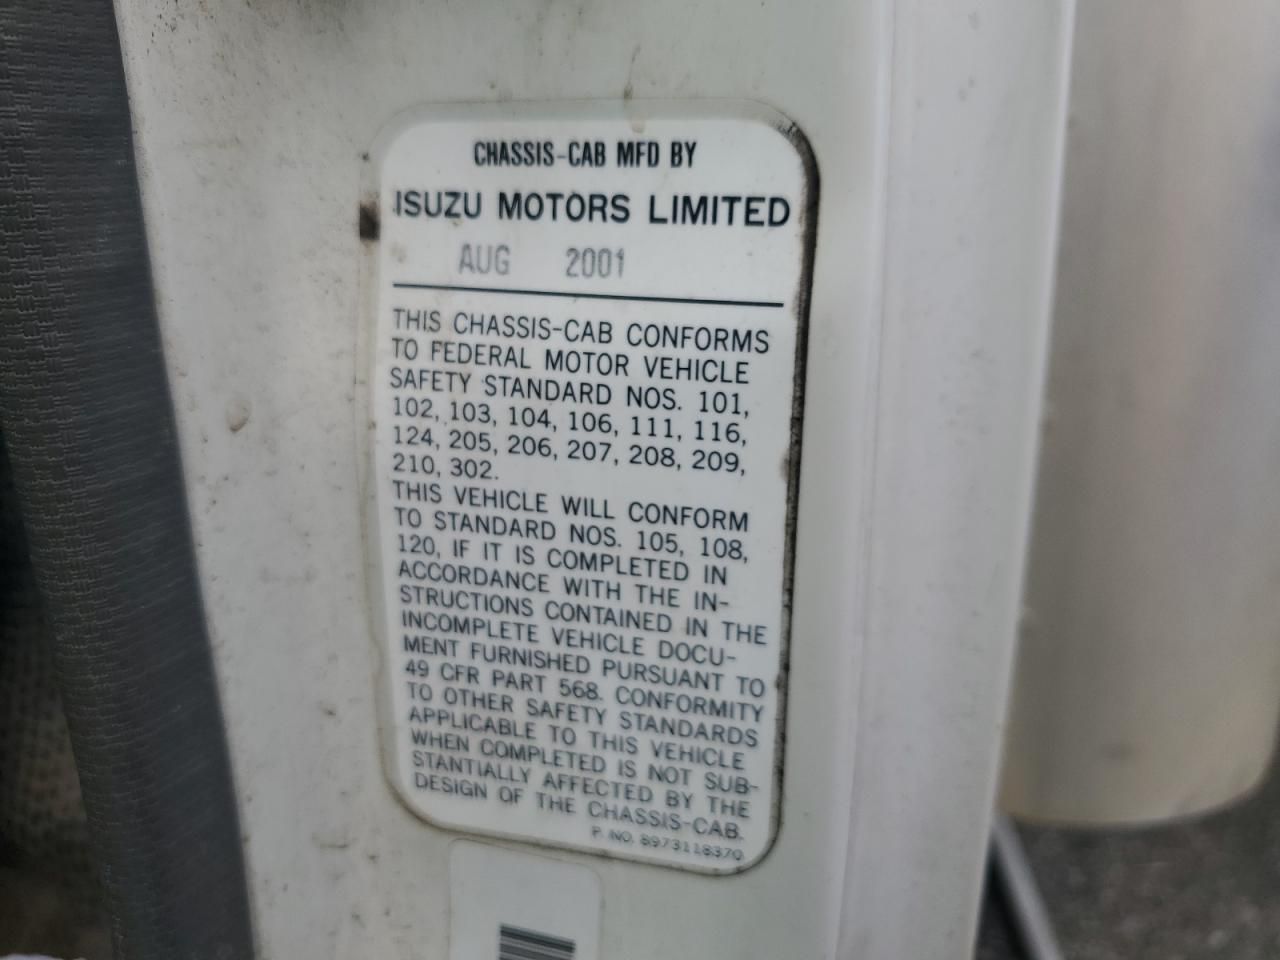 CHASSIS-CAB MFD BY
ISUZU MOTORS LIMITED
AUG 2001
THIS CHASSIS-CAB CONFORMS
TO FEDERAL MOTOR VEHICLE
SAFETY STANDARD NOS. 101,
102, 103, 104, 106, 111, 116,
124, 205, 206, 207, 208, 209,
210, 302.
THIS VEHICLE WILL CONFORM
TO STANDARD NOS. 105, 108,
120, IF IT IS COMPLETED IN
ACCORDANCE WITH THE IN-
STRUCTIONS CONTAINED IN THE
INCOMPLETE VEHICLE DOCU-
MENT FURNISHED PURSUANT TO
49 CFR PART 568. CONFORMITY
TO OTHER SAFETY STANDARDS
APPLICABLE TO THIS VEHICLE
WHEN COMPLETED IS NOT SUB-
STANTIALLY AFFECTED BY THE
DESIGN OF THE CHASSIS-CAB.
P. NO. 8973118370